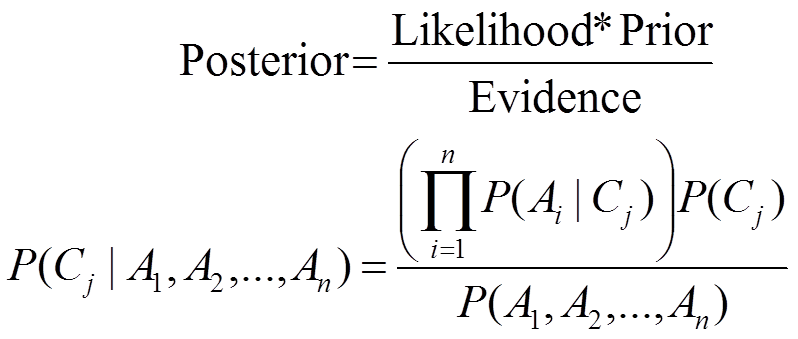 Posterior = Likelihood* Prior / Evidence
P(C_j | A_1, A_2,..., A_n) = (∏_{i=1}^{n} P(A_i | C_j)) P(C_j) / P(A_1, A_2,..., A_n)